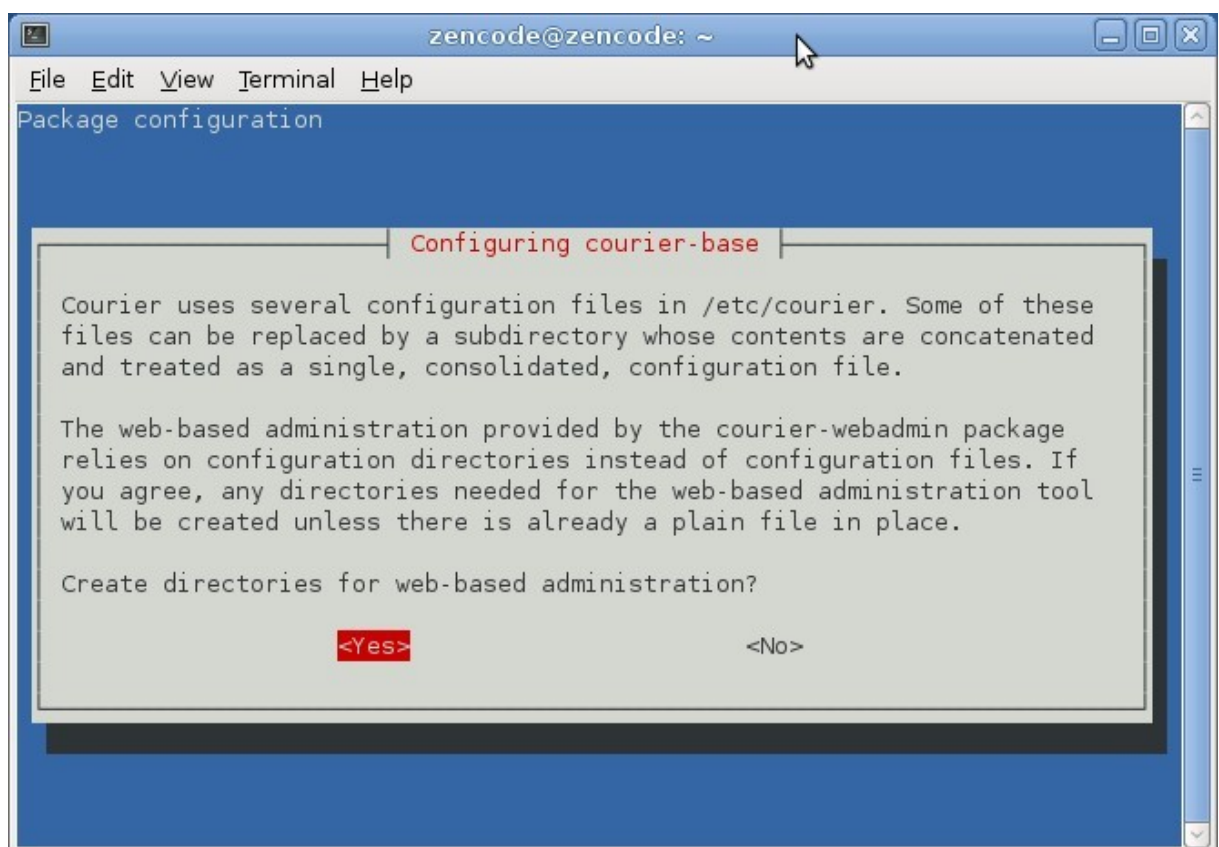 zencode@zencode: ~
File Edit View Terminal Help
Package configuration
Configuring courier-base
Courier uses several configuration files in /etc/courier. Some of these
files can be replaced by a subdirectory whose contents are concatenated
and treated as a single, consolidated, configuration file.
The web-based administration provided by the courier-webadmin package
relies on configuration directories instead of configuration files. If
you agree, any directories needed for the web-based administration tool
will be created unless there is already a plain file in place.
Create directories for web-based administration?
<Yes> <No>